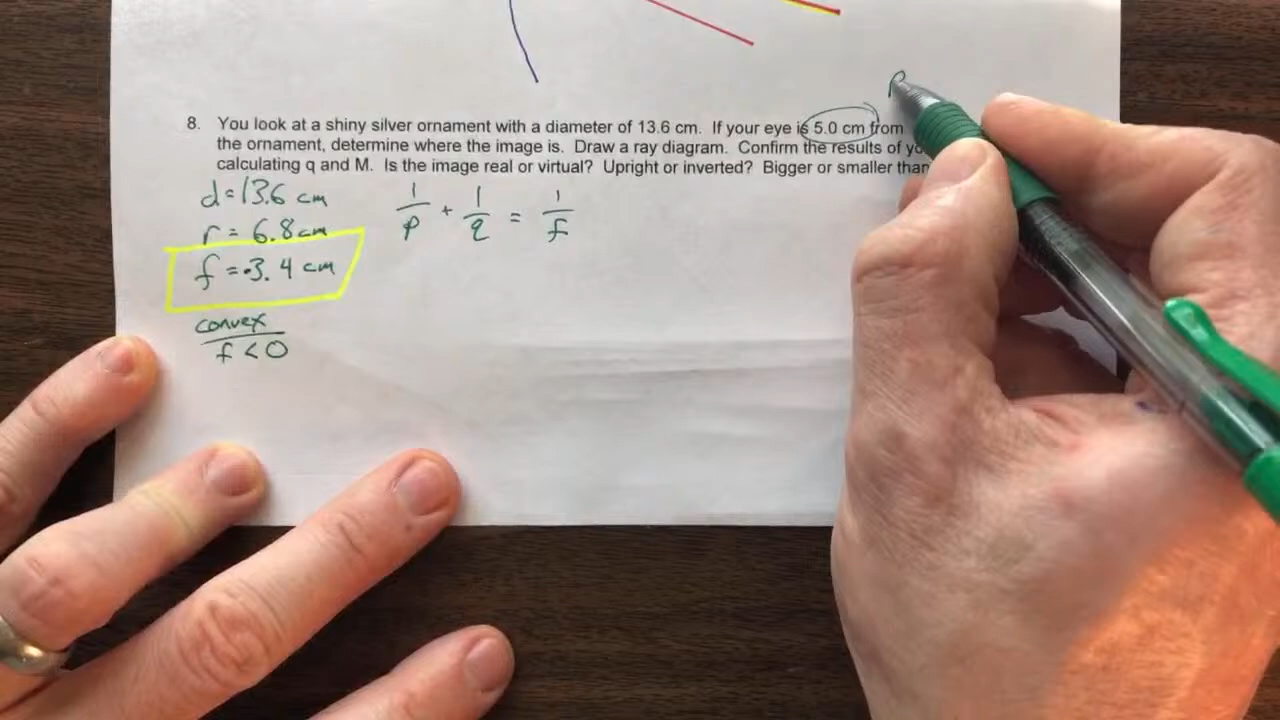 8. You look at a shiny silver ornament with a diameter of 13.6 cm. If your eye is 5.0 cm from
the ornament, determine where the image is. Draw a ray diagram. Confirm the results of
calculating q and M. Is the image real or virtual? Upright or inverted? Bigger or smaller than
d=13.6 cm
r = 6.8cm
f = -3.4 cm
convex
f < 0
1/p + 1/q = 1/f